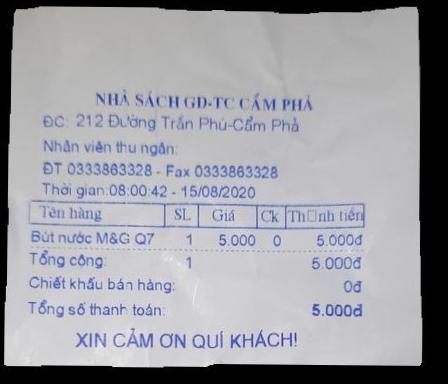 NHÀ SÁCH GD-TC CẨM PHẢ
ĐC: 212 Đường Trần Phú-Cẩm Phả
Nhân viên thu ngân:
ĐT 0333863328 - Fax 0333863328
Thời gian:08:00:42 - 15/08/2020
Tên hàng SL Giá Ck Th□nh tiền
Bút nước M&G Q7 1 5.000 0 5.000đ
Tổng cộng: 1 5.000đ
Chiết khấu bán hàng: 0đ
Tổng số thanh toán: 5.000đ
XIN CẢM ƠN QUÍ KHÁCH!